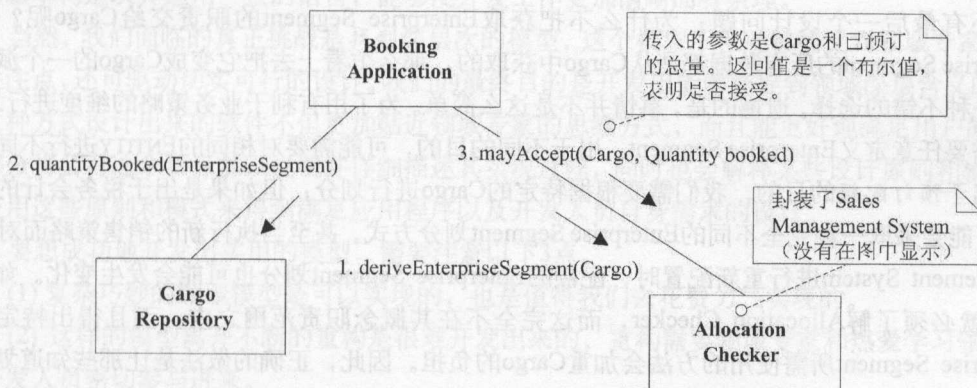 Booking
Application
传入的参数是Cargo和已预订
的总量。返回值是一个布尔值，
表明是否接受。
2. quantityBooked(EnterpriseSegment)
3. mayAccept(Cargo, Quantity booked)
封装了Sales
Management System
（没有在图中显示）
1. deriveEnterpriseSegment(Cargo)
Cargo
Repository
Allocation
Checker